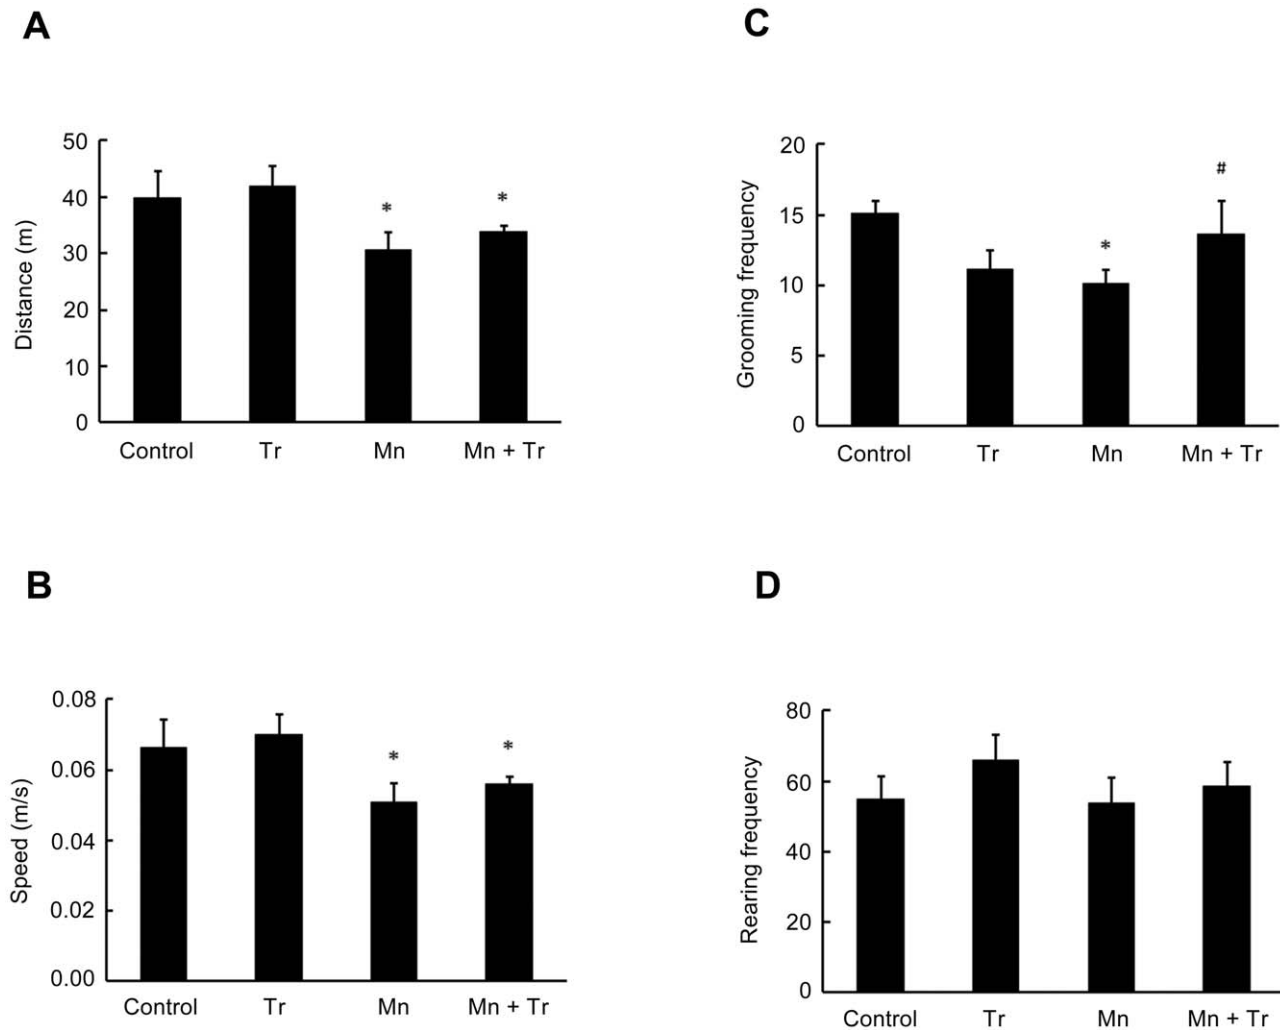 A
50
40
30
20
10
0
Distance (m)
*
*
Control Tr Mn Mn + Tr
C
20
15
10
5
0
Grooming frequency
*
#
Control Tr Mn Mn + Tr
B
0.08
0.06
0.04
0.02
0.00
Speed (m/s)
*
*
Control Tr Mn Mn + Tr
D
80
60
40
20
0
Rearing frequency
Control Tr Mn Mn + Tr